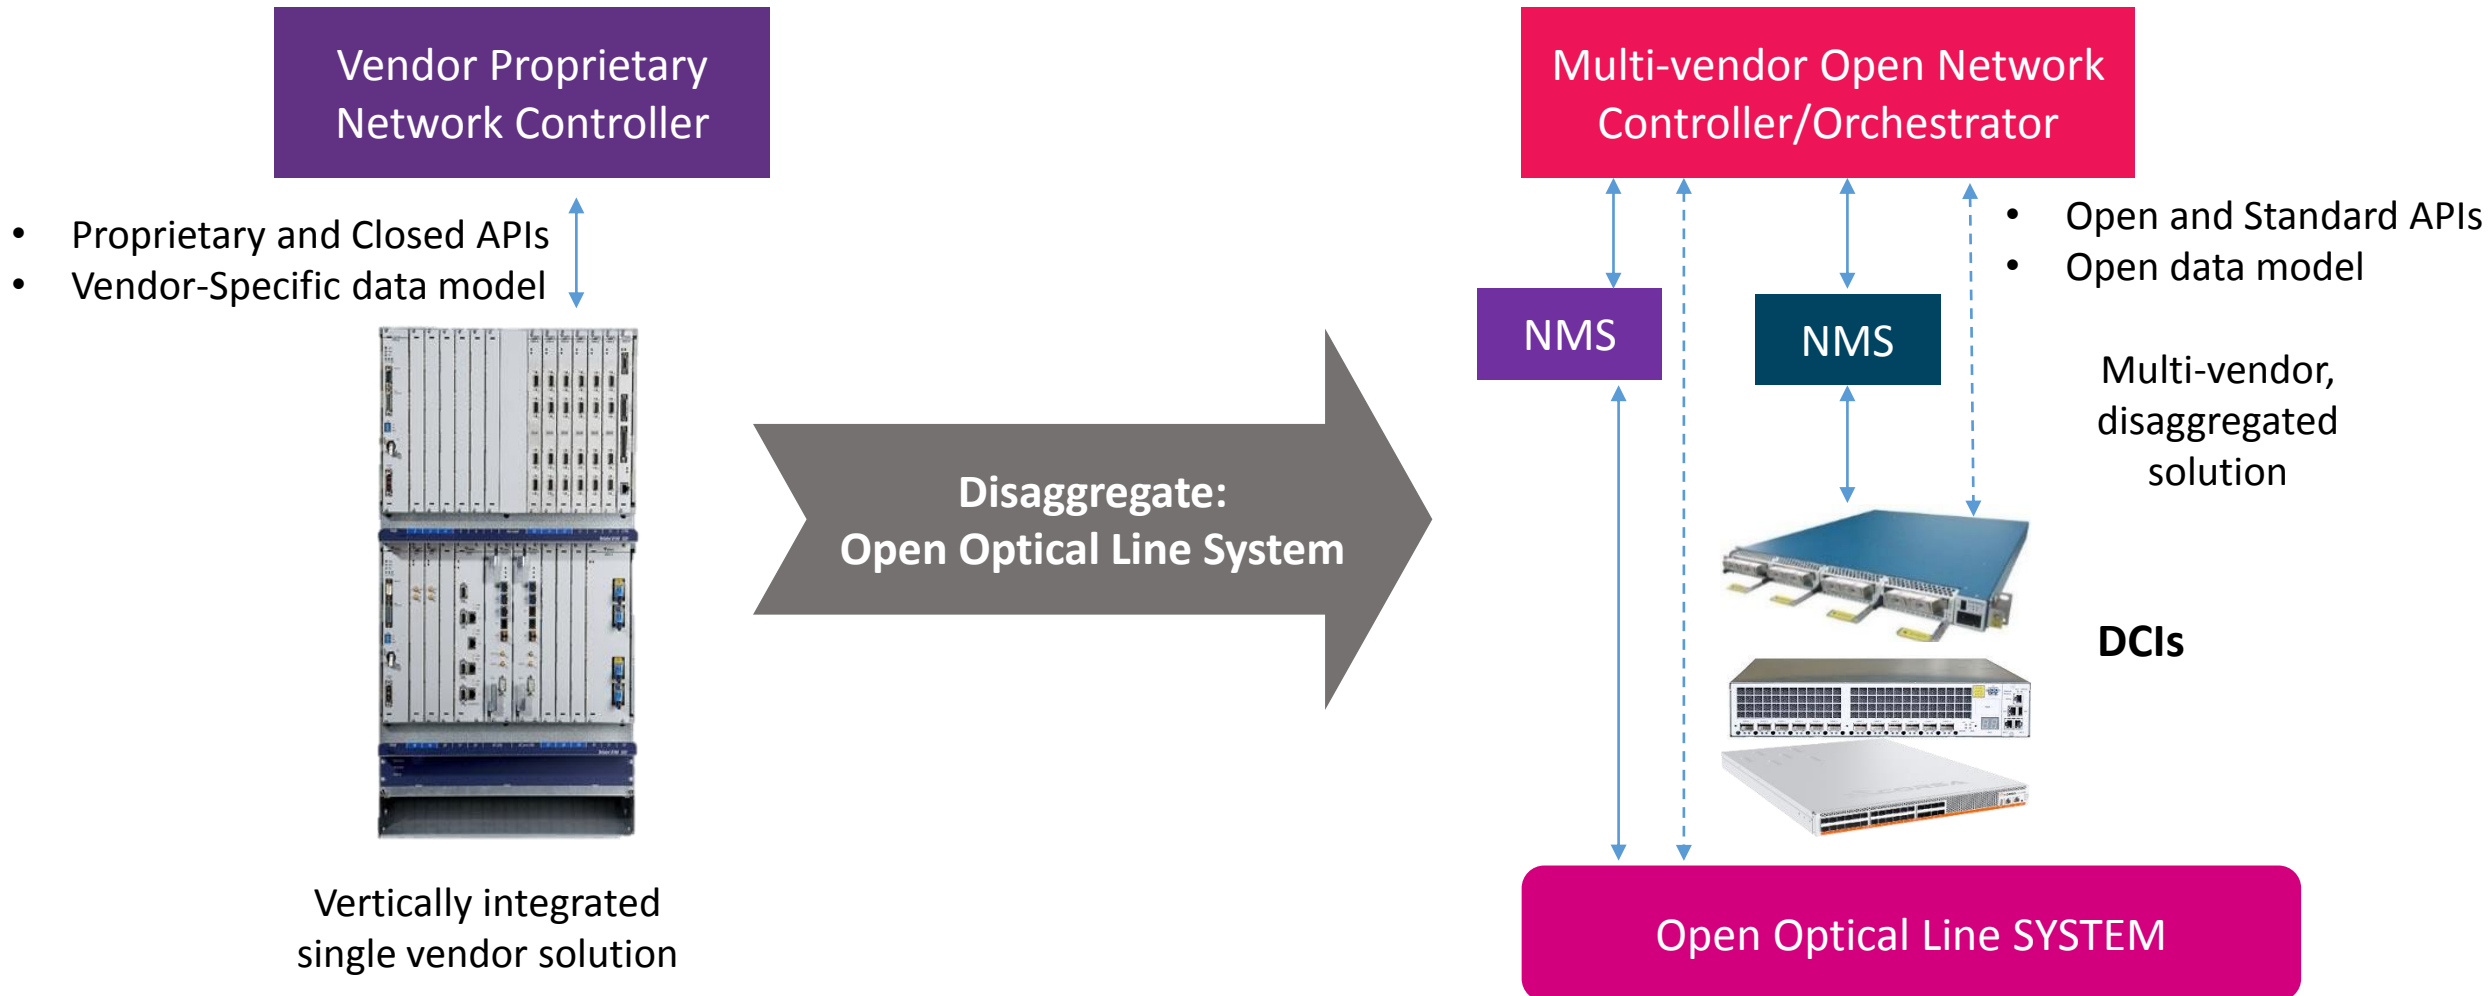 Vendor Proprietary
Network Controller
• Proprietary and Closed APIs
• Vendor-Specific data model
Vertically integrated
single vendor solution
Disaggregate:
Open Optical Line System
Multi-vendor Open Network
Controller/Orchestrator
• Open and Standard APIs
• Open data model
NMS
NMS
Multi-vendor,
disaggregated
solution
DCIs
Open Optical Line SYSTEM